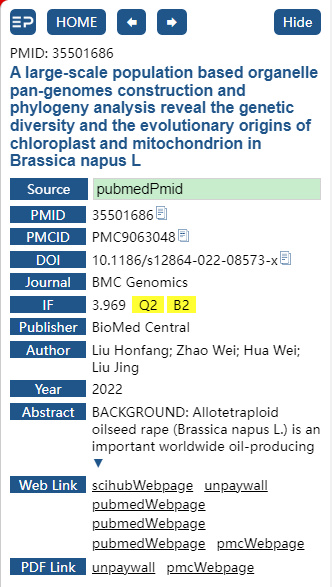 EP HOME Hide
PMID: 35501686
A large-scale population based organelle
pan-genomes construction and
phylogeny analysis reveal the genetic
diversity and the evolutionary origins of
chloroplast and mitochondrion in
Brassica napus L
Source pubmedPmid
PMID 35501686
PMCID PMC9063048
DOI 10.1186/s12864-022-08573-x
Journal BMC Genomics
IF 3.969 Q2 B2
Publisher BioMed Central
Author Liu Honfang; Zhao Wei; Hua Wei;
Liu Jing
Year 2022
Abstract BACKGROUND: Allotetraploid
oilseed rape (Brassica napus L.) is an
important worldwide oil-producing
▼
Web Link scihubWebpage unpaywall
pubmedWebpage
pubmedWebpage
pubmedWebpage pmcWebpage
PDF Link unpaywall pmcWebpage